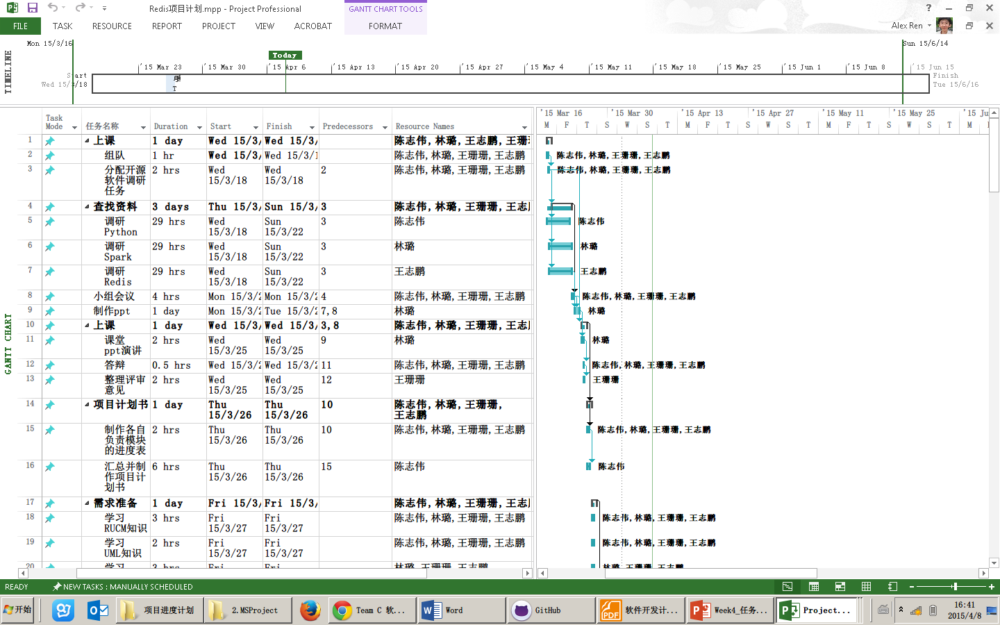 Redis项目计划.mpp - Project Professional
GANTT CHART TOOLS
FILE
TASK
RESOURCE
REPORT
PROJECT
VIEW
ACROBAT
FORMAT
Alex Ren
Mon 15/3/16
Today
Sun 15/6/14
TIMELINE
'15 Mar 23
'15 Mar 30
'15 Apr 6
'15 Apr 13
'15 Apr 20
'15 Apr 27
'15 May 4
'15 May 11
'15 May 18
'15 May 25
'15 Jun 1
'15 Jun 8
'15 Jun 15
Start
Wed 15/3/18
T
Finish
Tue 15/6/16
GANTT CHART
Task Mode
任务名称
Duration
Start
Finish
Predecessors
Resource Names
'15 Mar 16
'15 Mar 30
'15 Apr 13
'15 Apr 27
'15 May 11
'15 May 25
'15 Ju
M F T S W S T M F T S W S T M F T S W S T M
1 上课 1 day Wed 15/3/ Wed 15/3/ 陈志伟,林璐,王志鹏,王珊
2 组队 1 hr Wed 15/3/ Wed 15/3/1 陈志伟,林璐,王珊珊,王志鹏
陈志伟,林璐,王珊珊,王志鹏
3 分配开源软件调研任务 2 hrs Wed 15/3/18 Wed 15/3/18 2 陈志伟,林璐,王珊珊,王志鹏
陈志伟,林璐,王珊珊,王志鹏
4 查找资料 3 days Thu 15/3/ Sun 15/3/ 3 陈志伟,林璐,王珊珊,王志
5 调研 Python 29 hrs Wed 15/3/18 Sun 15/3/22 3 陈志伟
陈志伟
6 调研 Spark 29 hrs Wed 15/3/18 Sun 15/3/22 3 林璐
林璐
7 调研 Redis 29 hrs Wed 15/3/18 Sun 15/3/22 3 王志鹏
王志鹏
8 小组会议 4 hrs Mon 15/3/2 Mon 15/3/2 4 陈志伟,林璐,王珊珊,王志鹏
陈志伟,林璐,王珊珊,王志鹏
9 制作ppt 1 day Mon 15/3/2 Tue 15/3/2 7,8 林璐
林璐
10 上课 1 day Wed 15/3/ Wed 15/3/ 3,8 陈志伟,林璐,王珊珊,王志
11 课堂 ppt演讲 2 hrs Wed 15/3/25 Wed 15/3/25 9 林璐
林璐
12 答辩 0.5 hrs Wed 15/3/2 Wed 15/3/2 11 陈志伟,林璐,王珊珊,王志鹏
陈志伟,林璐,王珊珊,王志鹏
13 整理评审意见 2 hrs Wed 15/3/25 Wed 15/3/25 12 王珊珊
王珊珊
14 项目计划书 1 day Thu 15/3/26 Thu 15/3/26 10 陈志伟,林璐,王珊珊,王志鹏
15 制作各自负责模块的进度表 2 hrs Thu 15/3/26 Thu 15/3/26 10 陈志伟,林璐,王珊珊,王志鹏
陈志伟,林璐,王珊珊,王志鹏
16 汇总并制作项目计划书 6 hrs Thu 15/3/26 Thu 15/3/26 15 陈志伟
陈志伟
17 需求准备 1 day Fri 15/3/ Fri 15/3/ 陈志伟,林璐,王珊珊,王志
18 学习 RUCM知识 3 hrs Fri 15/3/27 Fri 15/3/27 陈志伟,林璐,王珊珊,王志鹏
陈志伟,林璐,王珊珊,王志鹏
19 学习 UML知识 2 hrs Fri 15/3/27 Fri 15/3/27 陈志伟,林璐,王珊珊,王志鹏
陈志伟,林璐,王珊珊,王志鹏
20 学习 3 hrs Fri Fri 林璐,王珊珊,王志鹏
林璐,王珊珊,王志鹏
READY
NEW TASKS : MANUALLY SCHEDULED
开始
项目进度计划
2.MSProject
Team C 软...
Word
GitHub
软件开发计...
Week4_任务...
Project...
16:41
2015/4/8